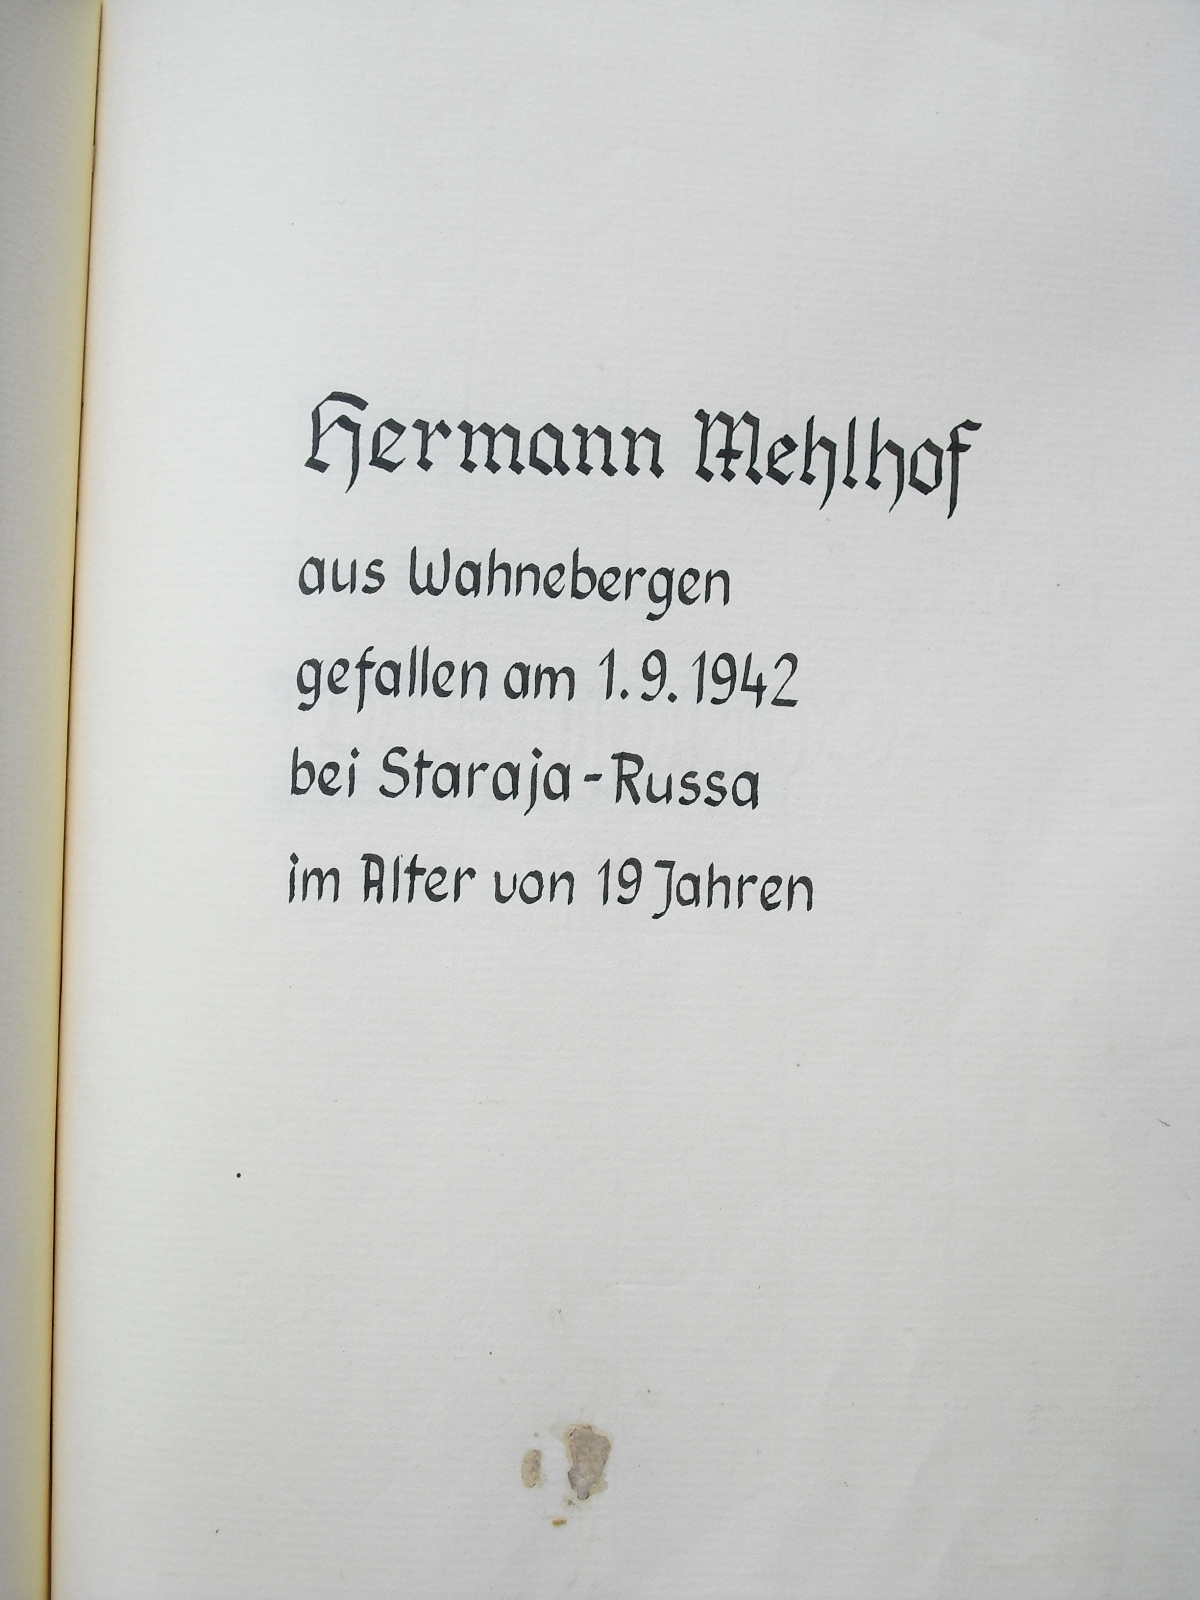 Hermann Mehlhof
aus Wahnebergen
gefallen am 1.9.1942
bei Staraja-Russa
im Alter von 19 Jahren